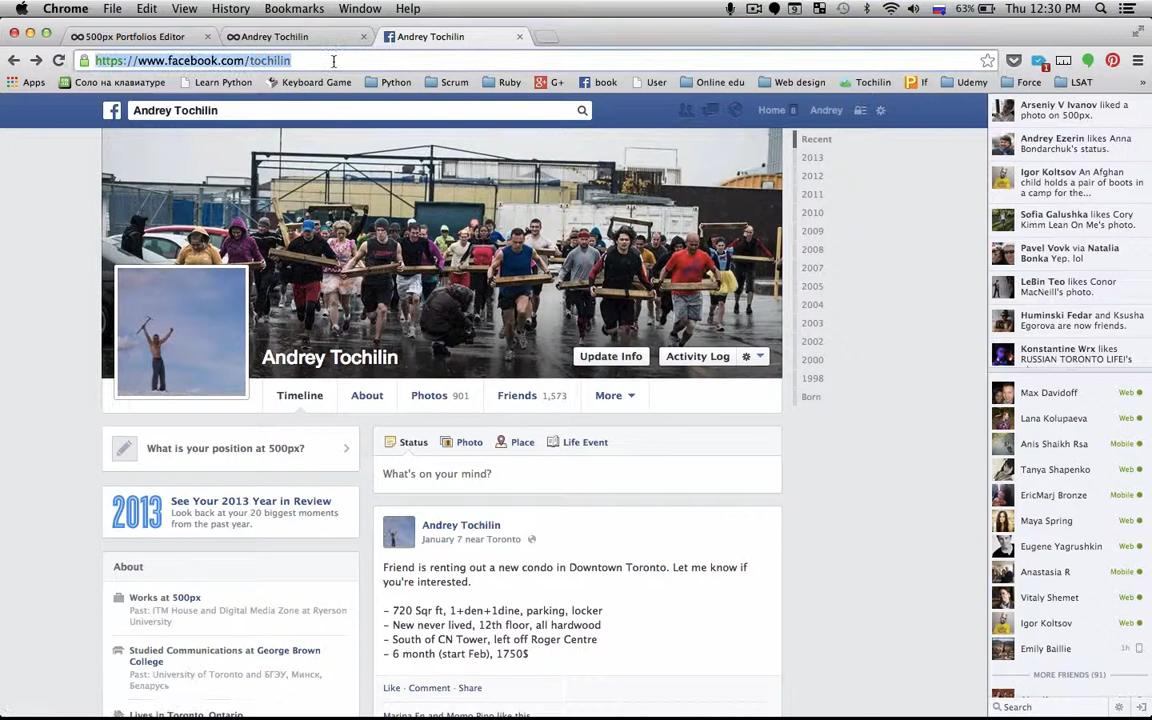 Chrome File Edit View History Bookmarks Window Help 9 63% Thu 12:30 PM
500px Portfolios Editor Andrey Tochilin Andrey Tochilin
https://www.facebook.com/tochilin
Apps Соло на клавиатуре Learn Python Keyboard Game Python Scrum Ruby G+ book User Online edu Web design Tochilin If Udemy Force LSAT »
Andrey Tochilin Home 8 Andrey
Recent
2013
2012
2011
2010
2009
2008
2007
2005
2004
2003
2002
2000
1998
Born
Andrey Tochilin Update Info Activity Log
Timeline About Photos 901 Friends 1,573 More
What is your position at 500px?
2013 See Your 2013 Year in Review
Look back at your 20 biggest moments
from the past year.
About
Works at 500px
Past: ITM House and Digital Media Zone at Ryerson
University
Studied Communications at George Brown
College
Past: University of Toronto and БГЭУ, Минск,
Беларусь
Lives in Toronto, Ontario
Status Photo Place Life Event
What's on your mind?
Andrey Tochilin
January 7 near Toronto
Friend is renting out a new condo in Downtown Toronto. Let me know if
you're interested.
- 720 Sqr ft, 1+den+1dine, parking, locker
- New never lived, 12th floor, all hardwood
- South of CN Tower, left off Roger Centre
- 6 month (start Feb), 1750$
Like · Comment · Share
Marina En and Momo Pino like this.
Arseniy V Ivanov liked a
photo on 500px.
Andrey Ezerin likes Anna
Bondarchuk's status.
Igor Koltsov An Afghan
child holds a pair of boots in
a camp for the...
Sofia Galushka likes Cory
Kimm Lean On Me's photo.
Pavel Vovk via Natalia
Bonka Yep. lol
LeBin Teo likes Conor
MacNeill's photo.
Huminski Fedar and Ksusha
Egorova are now friends.
Konstantine Wrx likes
RUSSIAN TORONTO LIFE!'s
Max Davidoff Web
Lana Kolupaeva Web
Anis Shaikh Rsa Mobile
Tanya Shapenko Web
EricMarj Bronze Mobile
Maya Spring Web
Eugene Yagrushkin Web
Anastasia R Mobile
Vitaly Shemet Web
Igor Koltsov Web
Emily Baillie 1h
MORE FRIENDS (91)
Search